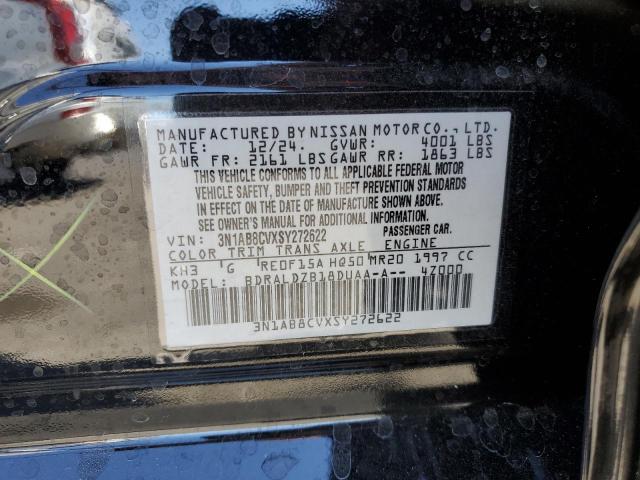 MANUFACTURED BY NISSAN MOTOR CO., LTD.
DATE: 12/24. GVWR: 4001 LBS
GAWR FR: 2161 LBS GAWR RR: 1863 LBS
THIS VEHICLE CONFORMS TO ALL APPLICABLE FEDERAL MOTOR
VEHICLE SAFETY, BUMPER AND THEFT PREVENTION STANDARDS
IN EFFECT ON THE DATE OF MANUFACTURE SHOWN ABOVE.
SEE OWNER'S MANUAL FOR ADDITIONAL INFORMATION.
VIN: 3N1AB8CVXSY272622 PASSENGER CAR.
COLOR TRIM TRANS AXLE ENGINE
KH3 'G RE0F15A HQ50 MR20 1997 CC
MODEL: BDRALDZB18DUAA-A-- 47000
3N1AB8CVXSY272622